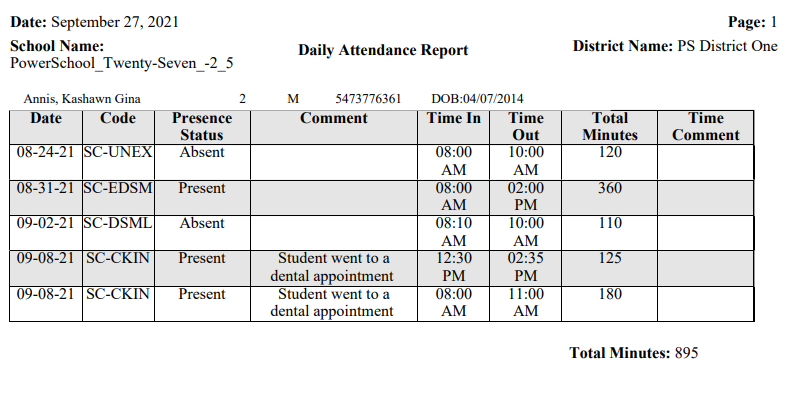 Date: September 27, 2021 Page: 1
School Name: Daily Attendance Report District Name: PS District One
PowerSchool_Twenty-Seven_-2_5
Annis, Kashawn Gina 2 M 5473776361 DOB:04/07/2014
Date Code Presence Comment Time In Time Total Time
Status Out Minutes Comment
08-24-21 SC-UNEX Absent 08:00 10:00 120
AM AM
08-31-21 SC-EDSM Present 08:00 02:00 360
AM PM
09-02-21 SC-DSML Absent 08:10 10:00 110
AM AM
09-08-21 SC-CKIN Present Student went to a 12:30 02:35 125
dental appointment PM PM
09-08-21 SC-CKIN Present Student went to a 08:00 11:00 180
dental appointment AM AM
Total Minutes: 895